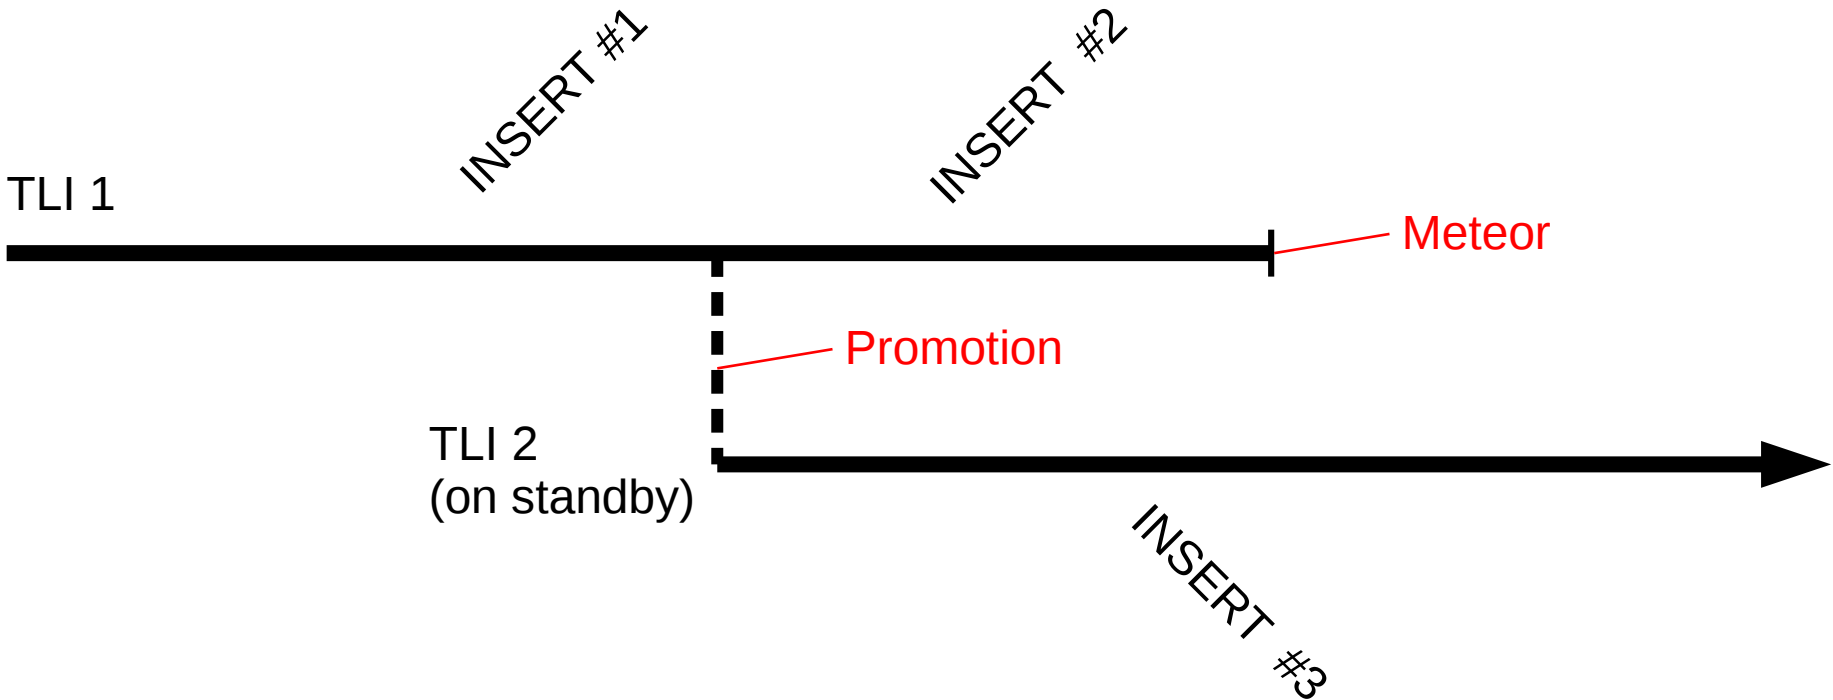 INSERT #1
INSERT #2
TLI 1
Meteor
Promotion
TLI 2
(on standby)
INSERT #3